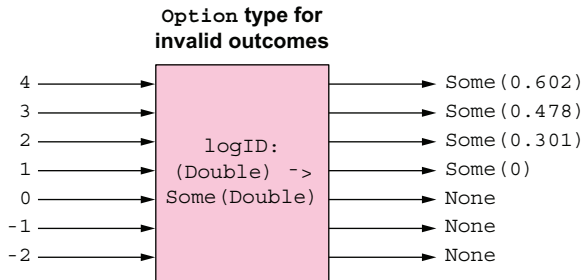 Option type for
invalid outcomes
4
Some(0.602)
3
Some(0.478)
2
Some(0.301)
logID:
1
(Double) ->
Some(0)
0
Some(Double)
None
-1
None
-2
None